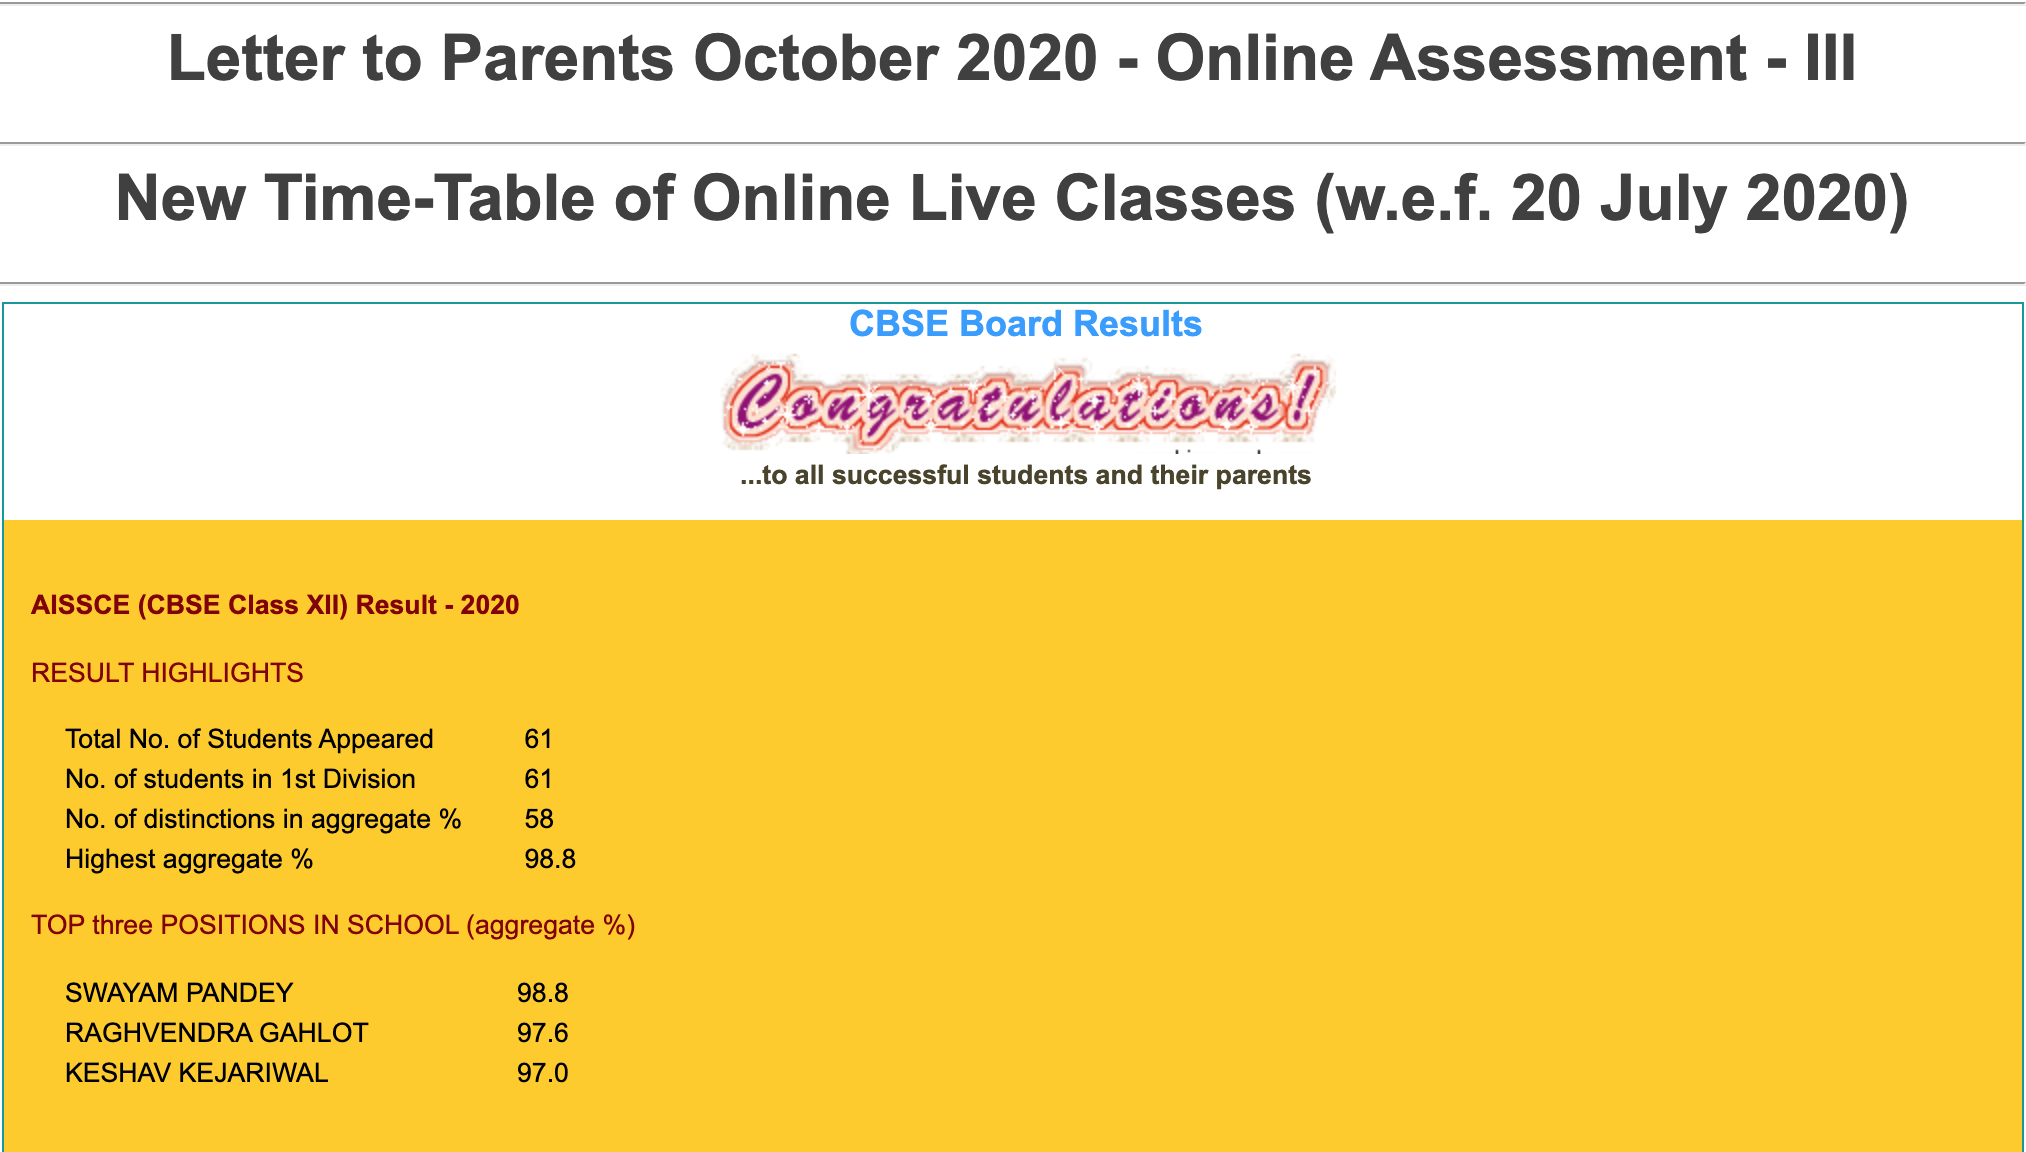 Letter to Parents October 2020 - Online Assessment - III
New Time-Table of Online Live Classes (w.e.f. 20 July 2020)
CBSE Board Results
Congratulations!
...to all successful students and their parents
AISSCE (CBSE Class XII) Result - 2020
RESULT HIGHLIGHTS
Total No. of Students Appeared 61
No. of students in 1st Division 61
No. of distinctions in aggregate % 58
Highest aggregate % 98.8
TOP three POSITIONS IN SCHOOL (aggregate %)
SWAYAM PANDEY 98.8
RAGHVENDRA GAHLOT 97.6
KESHAV KEJARIWAL 97.0